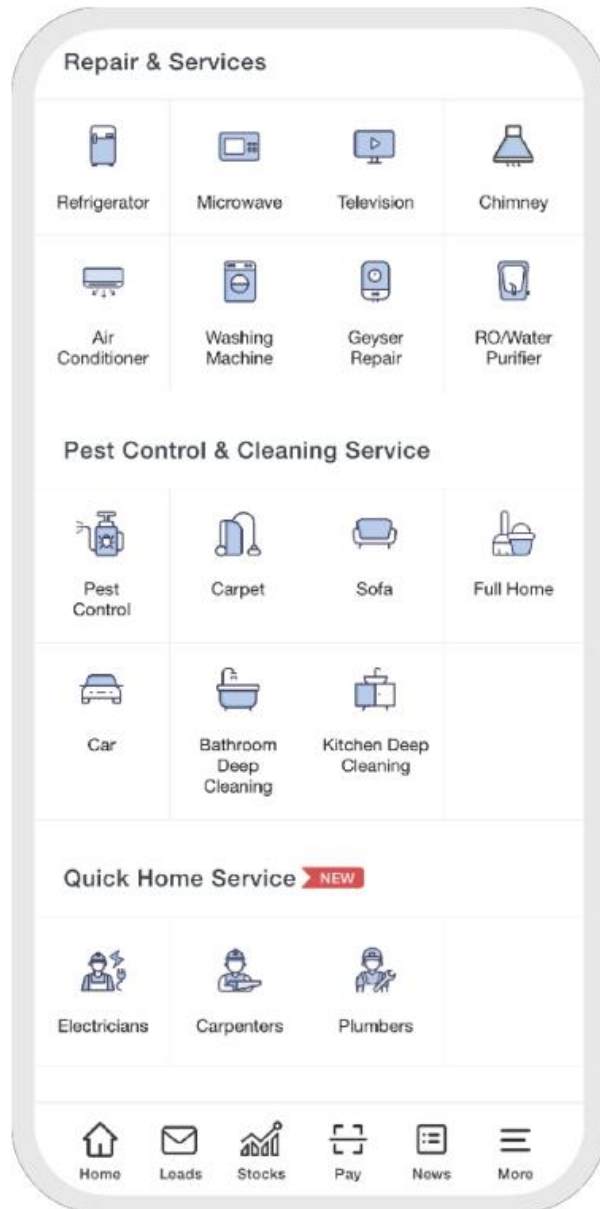 Repair & Services
Refrigerator
Microwave
Television
Chimney
Air
Conditioner
Washing
Machine
Geyser
Repair
RO/Water
Purifier
Pest Control & Cleaning Service
Pest
Control
Carpet
Sofa
Full Home
Car
Bathroom
Deep
Cleaning
Kitchen Deep
Cleaning
Quick Home Service NEW
Electricians
Carpenters
Plumbers
Home
Leads
Stocks
Pay
News
More